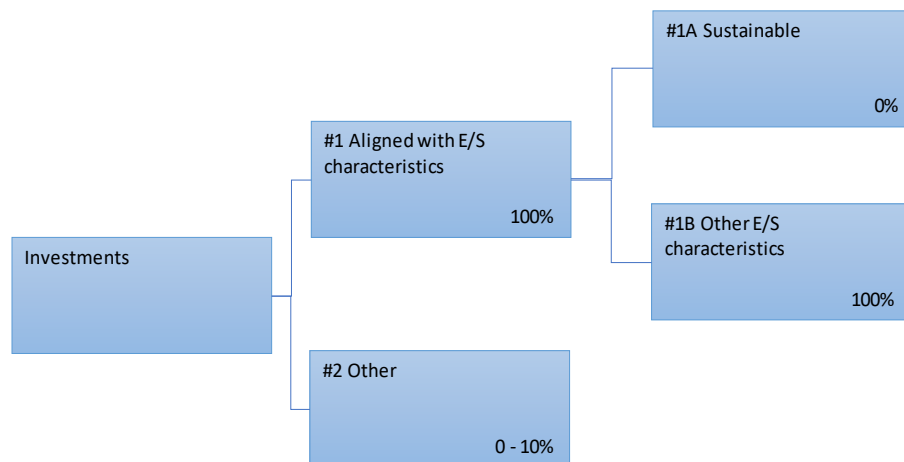 #1A Sustainable
0%
#1 Aligned with E/S
characteristics
100%
#1B Other E/S
characteristics
100%
Investments
#2 Other
0 - 10%